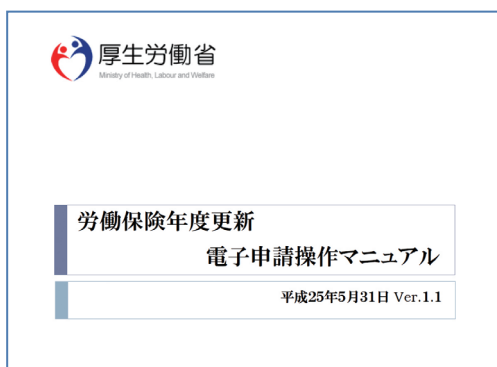 厚生労働省
Ministry of Health, Labour and Welfare
労働保険年度更新
電子申請操作マニュアル
平成25年5月31日 Ver.1.1